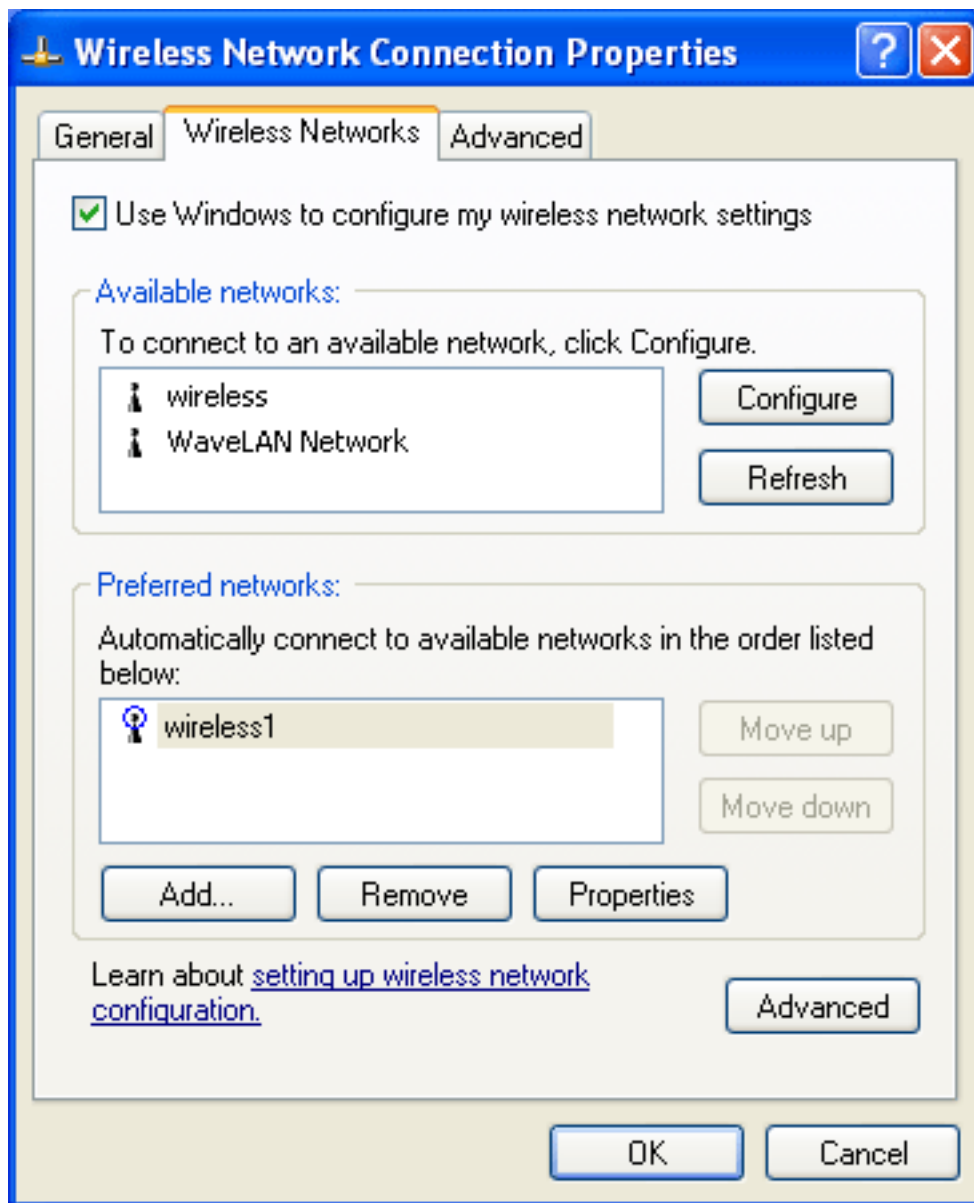 Wireless Network Connection Properties
?
General Wireless Networks Advanced
Use Windows to configure my wireless network settings
Available networks:
To connect to an available network, click Configure.
wireless
WaveLAN Network
Configure
Refresh
Preferred networks:
Automatically connect to available networks in the order listed
below:
wireless1
Move up
Move down
Add... Remove Properties
Learn about setting up wireless network
configuration.
Advanced
OK Cancel